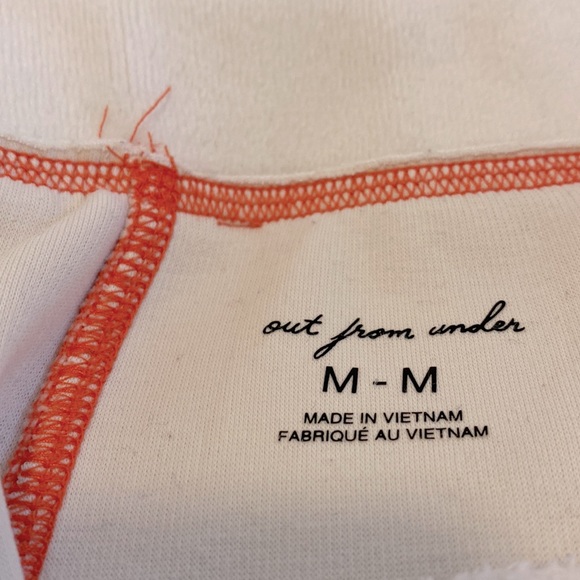 out from under
M - M
MADE IN VIETNAM
FABRIQUÉ AU VIETNAM